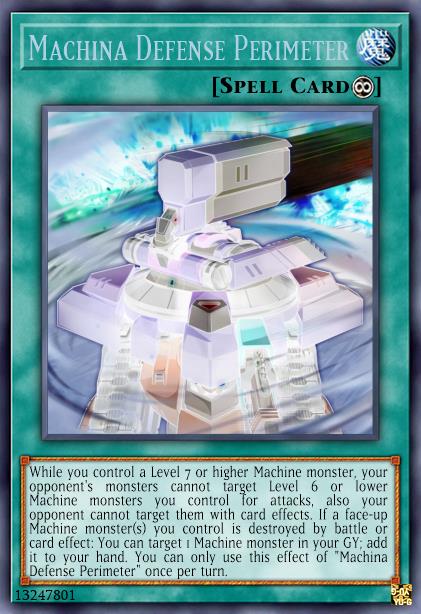 Machina Defense Perimeter
魔
[Spell Card♾]
While you control a Level 7 or higher Machine monster, your
opponent's monsters cannot target Level 6 or lower
Machine monsters you control for attacks, also your
opponent cannot target them with card effects. If a face-up
Machine monster(s) you control is destroyed by battle or
card effect: You can target 1 Machine monster in your GY; add
it to your hand. You can only use this effect of "Machina
Defense Perimeter" once per turn.
13247801